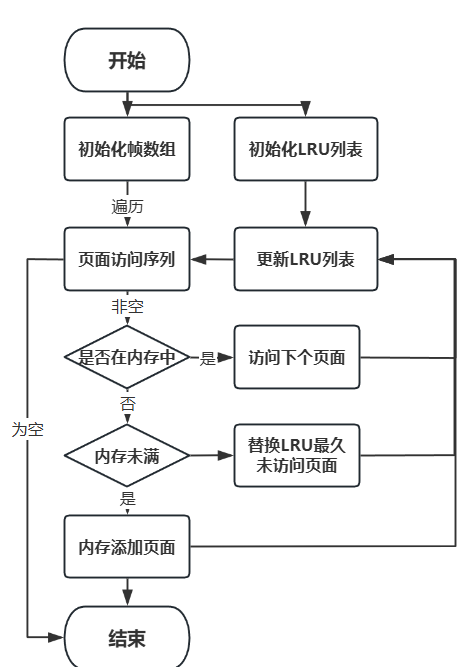 开始
初始化帧数组
初始化LRU列表
遍历
页面访问序列
更新LRU列表
非空
是否在内存中
是
访问下个页面
否
为空
内存未满
替换LRU最久
未访问页面
是
内存添加页面
结束